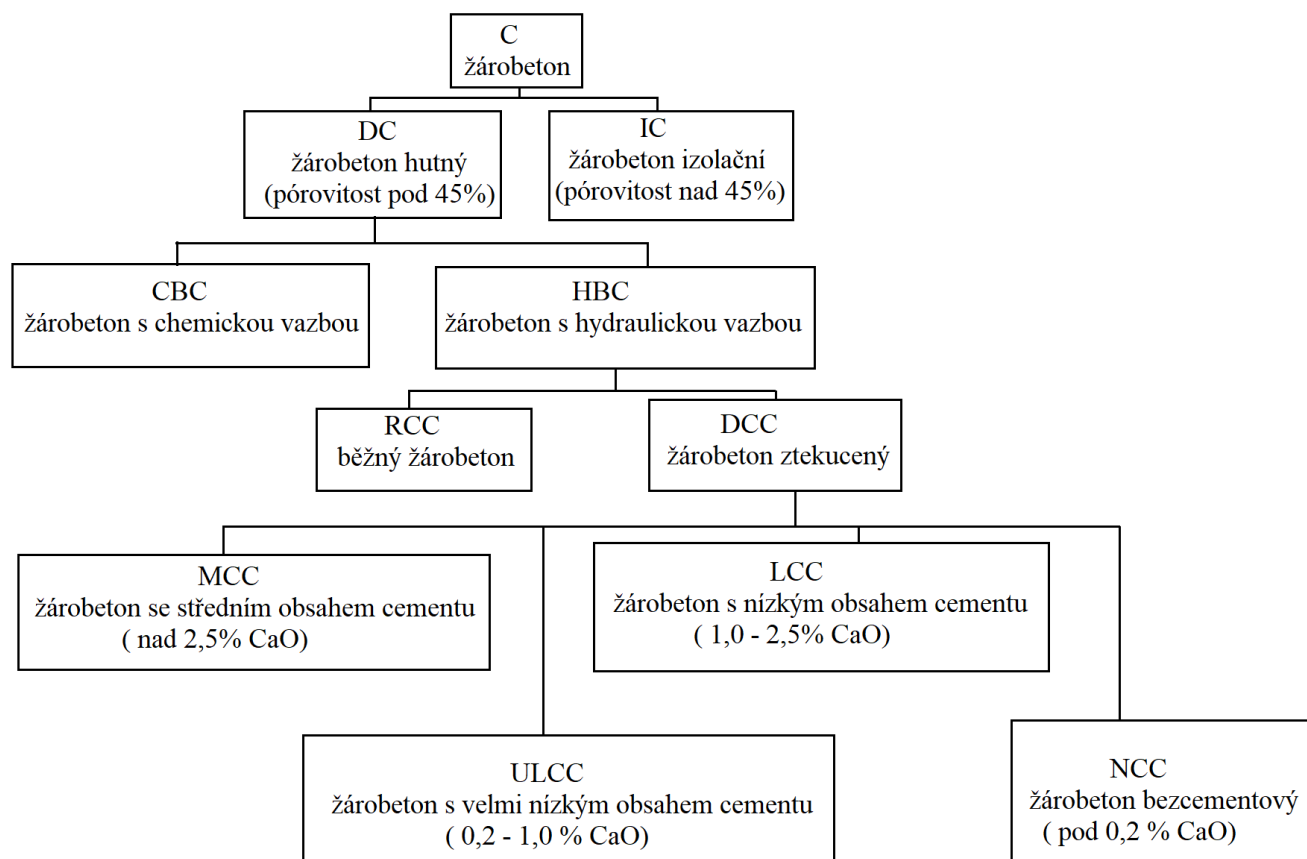 C
žárobeton
DC
žárobeton hutný
(pórovitost pod 45%)
IC
žárobeton izolační
(pórovitost nad 45%)
CBC
žárobeton s chemickou vazbou
HBC
žárobeton s hydraulickou vazbou
RCC
běžný žárobeton
DCC
žárobeton ztekucený
MCC
žárobeton se středním obsahem cementu
( nad 2,5% CaO)
LCC
žárobeton s nízkým obsahem cementu
( 1,0 - 2,5% CaO)
ULCC
žárobeton s velmi nízkým obsahem cementu
( 0,2 - 1,0 % CaO)
NCC
žárobeton bezcementový
( pod 0,2 % CaO)